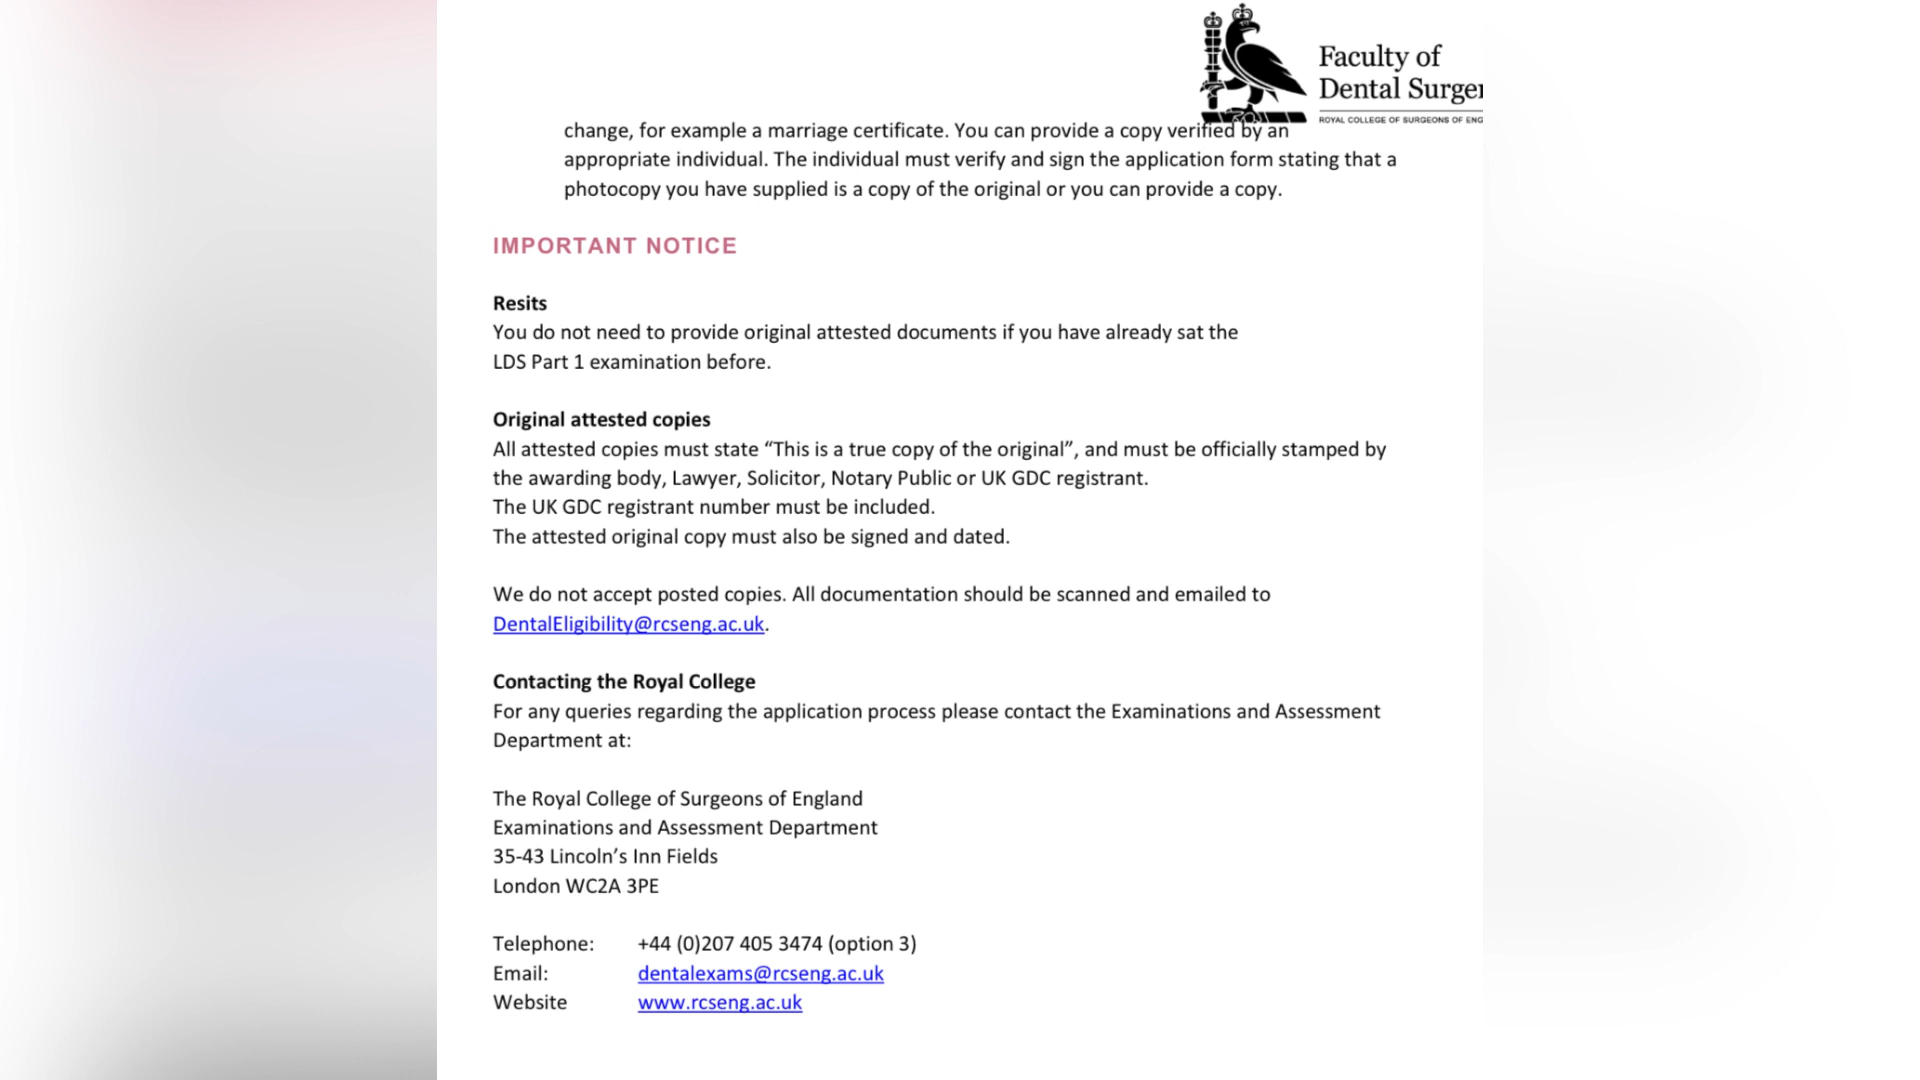 Faculty of
Dental Surger
ROYAL COLLEGE OF SURGEONS OF ENG
change, for example a marriage certificate. You can provide a copy verified by an
appropriate individual. The individual must verify and sign the application form stating that a
photocopy you have supplied is a copy of the original or you can provide a copy.
IMPORTANT NOTICE
Resits
You do not need to provide original attested documents if you have already sat the
LDS Part 1 examination before.
Original attested copies
All attested copies must state “This is a true copy of the original”, and must be officially stamped by
the awarding body, Lawyer, Solicitor, Notary Public or UK GDC registrant.
The UK GDC registrant number must be included.
The attested original copy must also be signed and dated.
We do not accept posted copies. All documentation should be scanned and emailed to
DentalEligibility@rcseng.ac.uk.
Contacting the Royal College
For any queries regarding the application process please contact the Examinations and Assessment
Department at:
The Royal College of Surgeons of England
Examinations and Assessment Department
35-43 Lincoln’s Inn Fields
London WC2A 3PE
Telephone: +44 (0)207 405 3474 (option 3)
Email: dentalexams@rcseng.ac.uk
Website www.rcseng.ac.uk